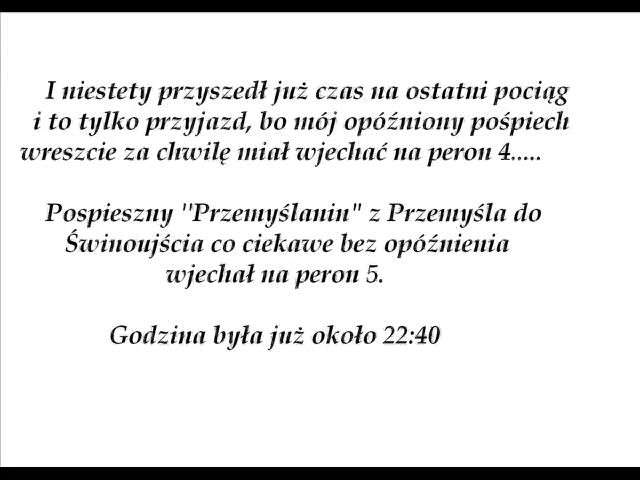 I niestety przyszedł już czas na ostatni pociąg
i to tylko przyjazd, bo mój opóźniony pośpiech
wreszcie za chwilę miał wjechać na peron 4.....
Pospieszny ''Przemyślanin" z Przemyśla do
Świnoujścia co ciekawe bez opóźnienia
wjechał na peron 5.
Godzina była już około 22:40